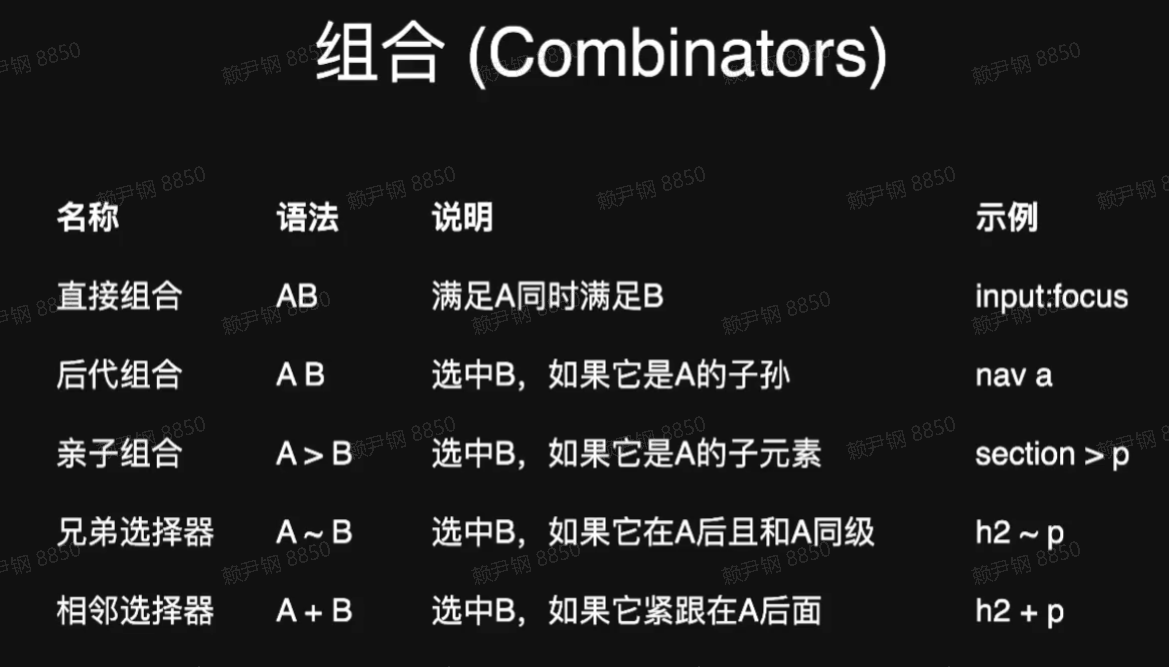 组合 (Combinators)
名称 语法 说明 示例
直接组合 AB 满足A同时满足B input:focus
后代组合 A B 选中B，如果它是A的子孙 nav a
亲子组合 A > B 选中B，如果它是A的子元素 section > p
兄弟选择器 A ~ B 选中B，如果它在A后且和A同级 h2 ~ p
相邻选择器 A + B 选中B，如果它紧跟在A后面 h2 + p
赖尹钢 8850